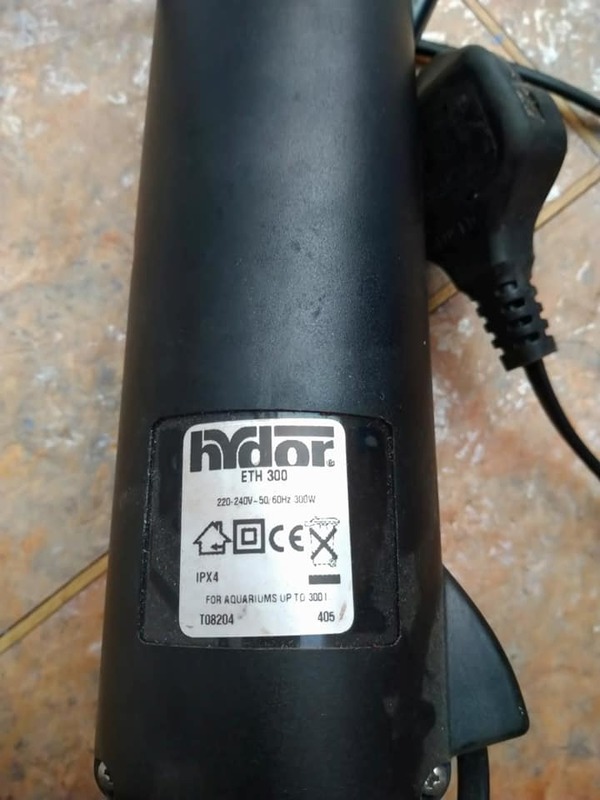 hydor®
ETH 300
220-240V~50/60Hz 300W
CE
IPX4
FOR AQUARIUMS UP TO 300 l
T08204 405